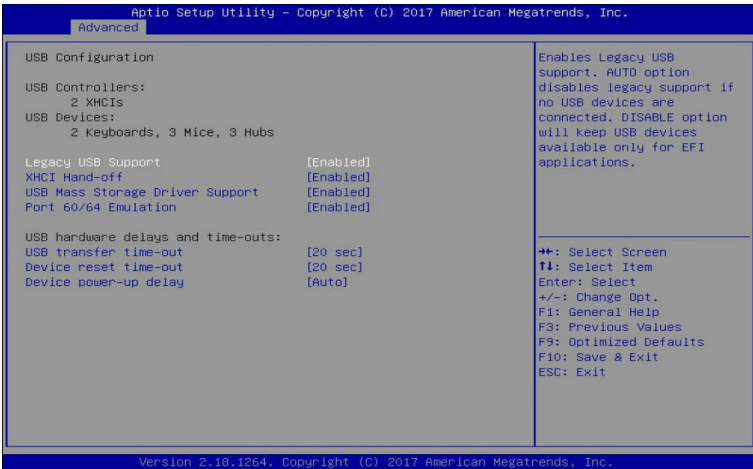 Aptio Setup Utility – Copyright (C) 2017 American Megatrends, Inc.
Advanced
USB Configuration
USB Controllers:
2 XHCIs
USB Devices:
2 Keyboards, 3 Mice, 3 Hubs
Legacy USB Support [Enabled]
XHCI Hand-off [Enabled]
USB Mass Storage Driver Support [Enabled]
Port 60/64 Emulation [Enabled]
USB hardware delays and time-outs:
USB transfer time-out [20 sec]
Device reset time-out [20 sec]
Device power-up delay [Auto]
Enables Legacy USB
support. AUTO option
disables legacy support if
no USB devices are
connected. DISABLE option
will keep USB devices
available only for EFI
applications.
→←: Select Screen
↑↓: Select Item
Enter: Select
+/-: Change Opt.
F1: General Help
F3: Previous Values
F9: Optimized Defaults
F10: Save & Exit
ESC: Exit
Version 2.18.1264. Copyright (C) 2017 American Megatrends, Inc.